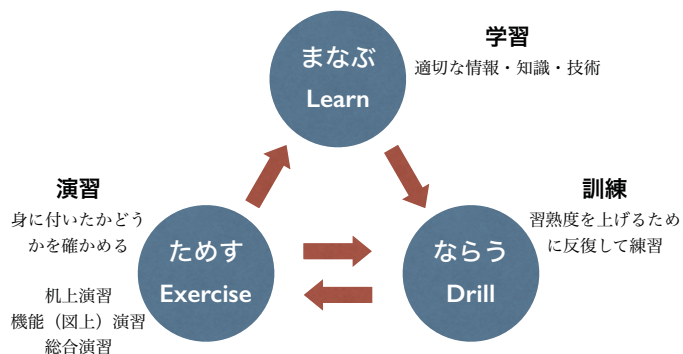 まなぶ
Learn
学習
適切な情報・知識・技術
演習
身に付いたかどう
かを確かめる
机上演習
機能（図上）演習
総合演習
ためす
Exercise
ならう
Drill
訓練
習熟度を上げるため
に反復して練習